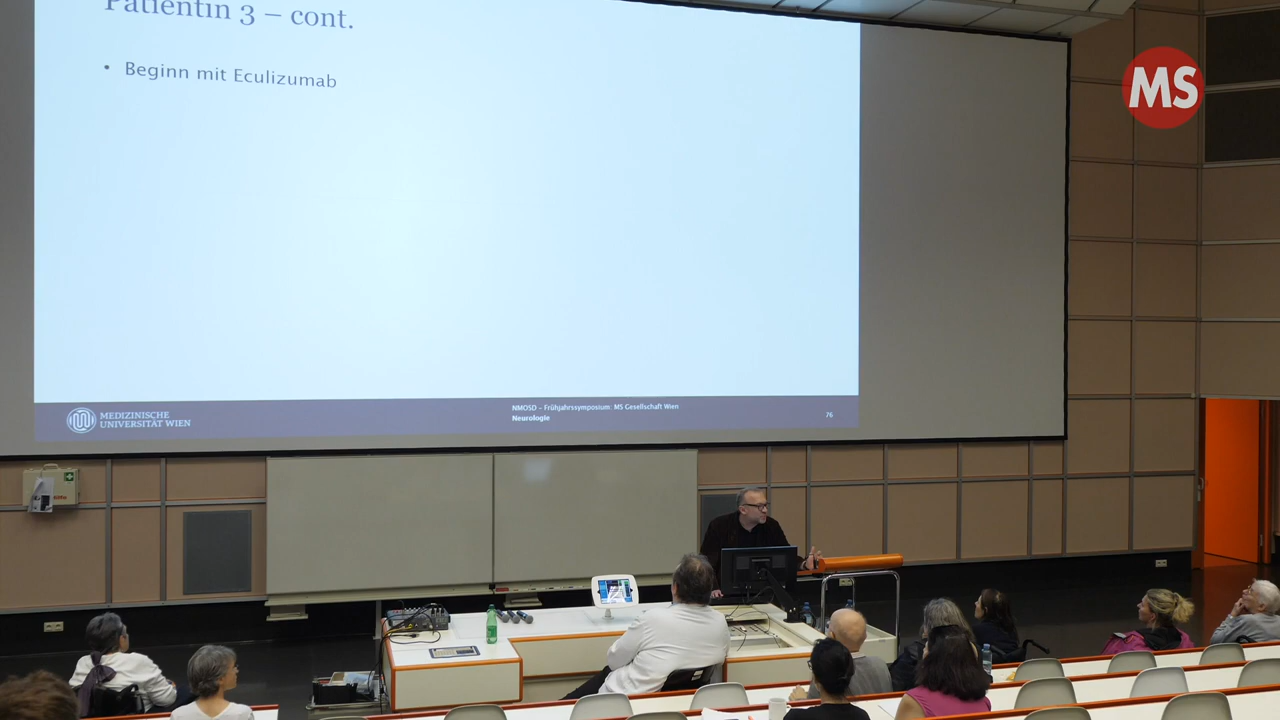 Patientin 3 – cont.
MS
• Beginn mit Eculizumab
NMOSD – Frühjahrssymposium: MS Gesellschaft Wien
Neurologie
76
MEDIZINISCHE
UNIVERSITÄT WIEN